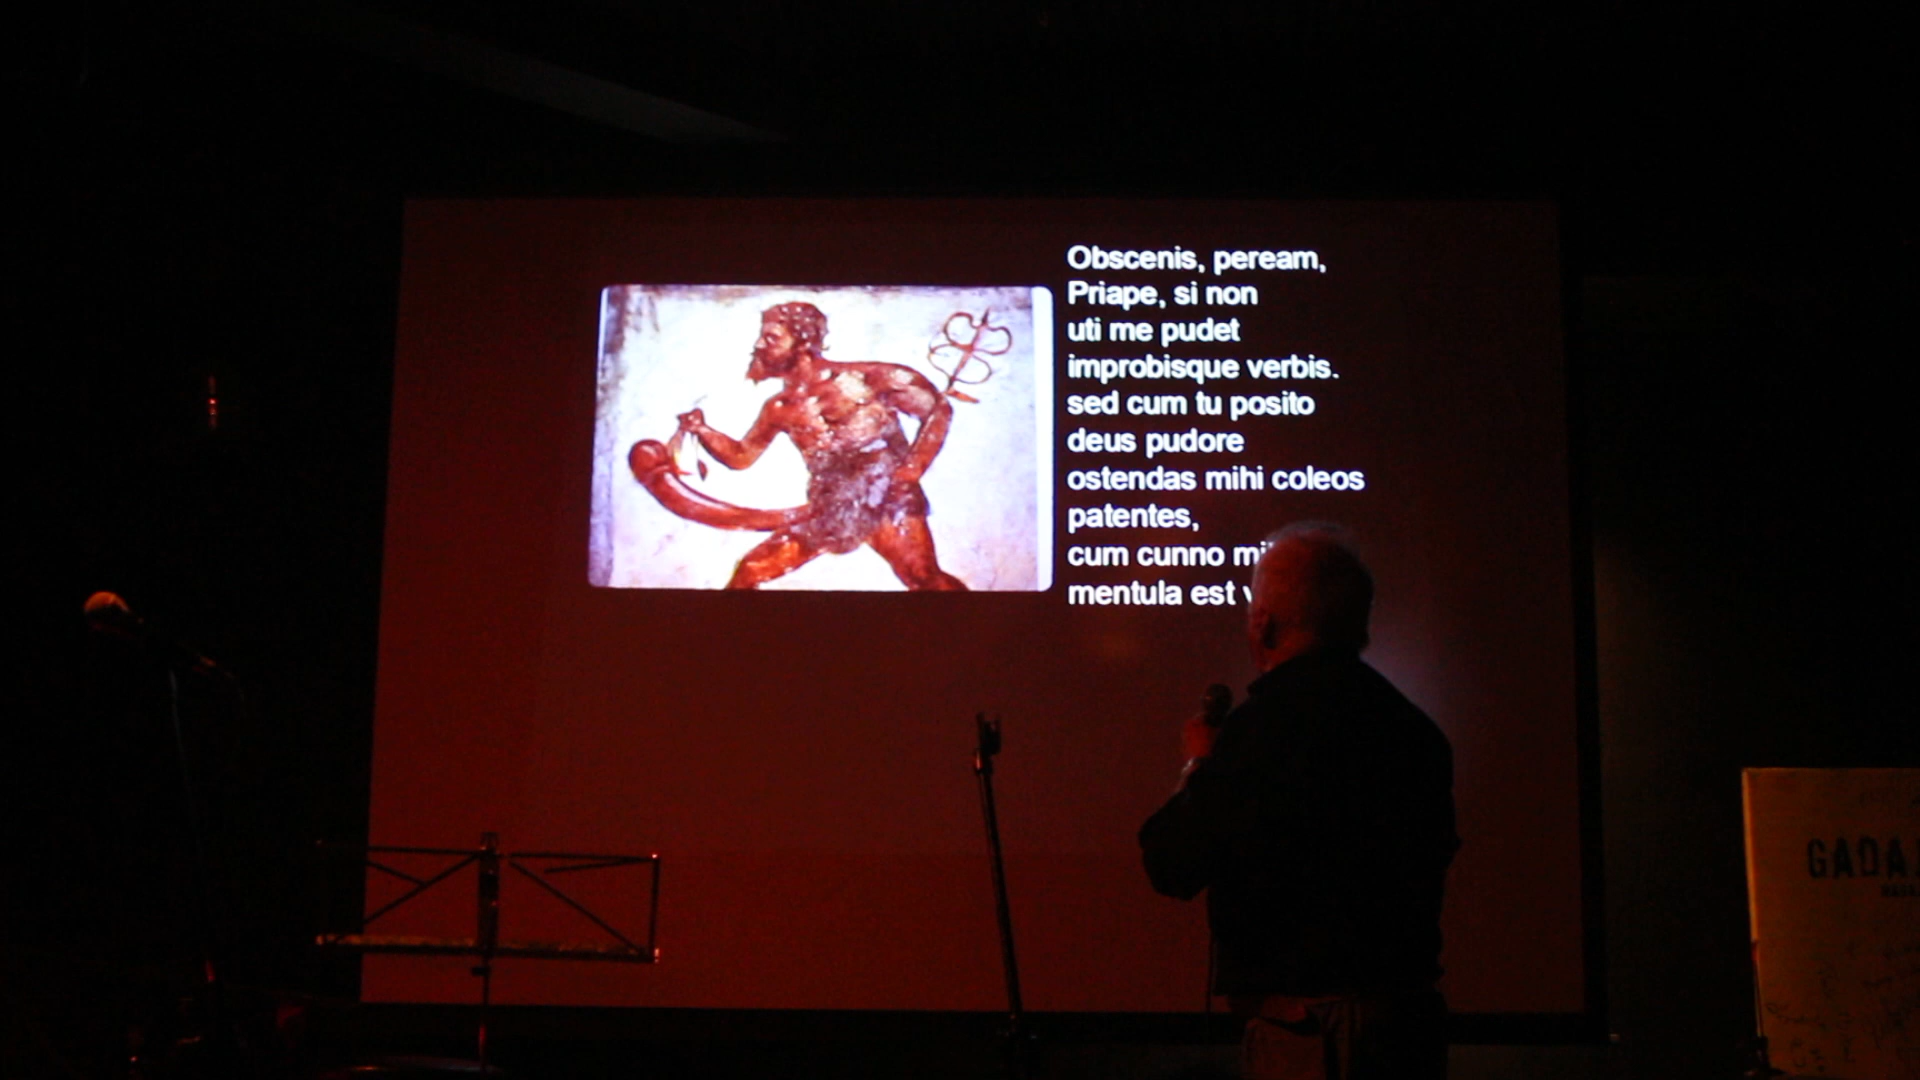 Obscenis, peream,
Priape, si non
uti me pudet
improbisque verbis.
sed cum tu posito
deus pudore
ostendas mihi coleos
patentes,
cum cunno
mentula est